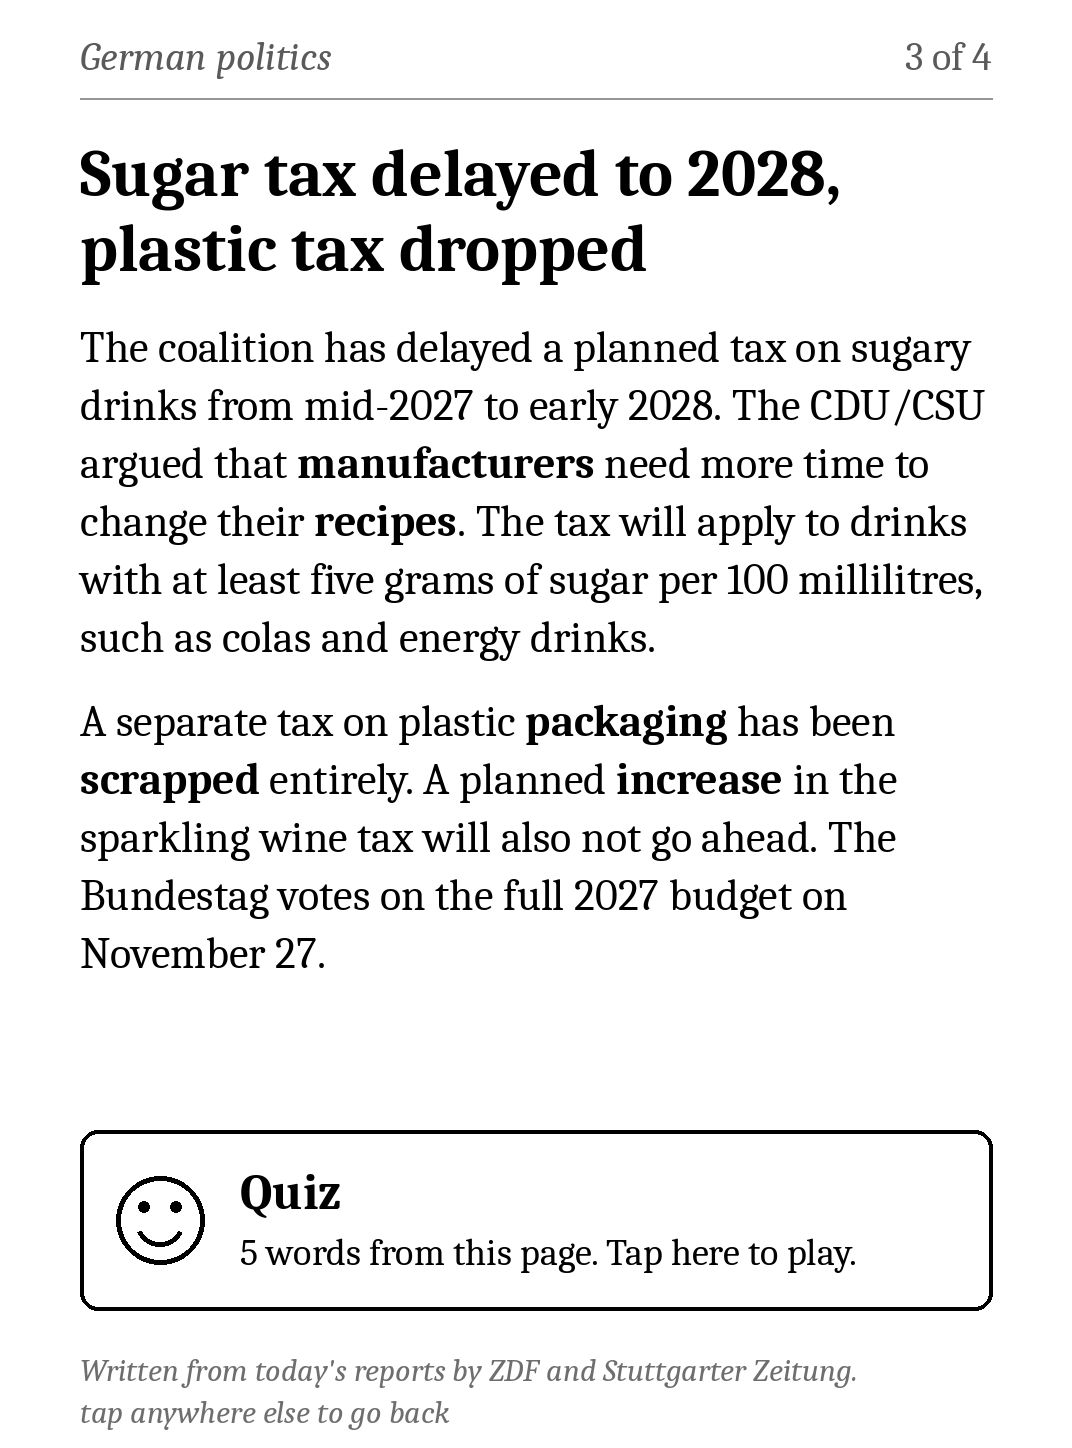 German politics
3 of 4
Sugar tax delayed to 2028,
plastic tax dropped
The coalition has delayed a planned tax on sugary
drinks from mid-2027 to early 2028. The CDU/CSU
argued that manufacturers need more time to
change their recipes. The tax will apply to drinks
with at least five grams of sugar per 100 millilitres,
such as colas and energy drinks.
A separate tax on plastic packaging has been
scrapped entirely. A planned increase in the
sparkling wine tax will also not go ahead. The
Bundestag votes on the full 2027 budget on
November 27.
Quiz
5 words from this page. Tap here to play.
Written from today's reports by ZDF and Stuttgarter Zeitung.
tap anywhere else to go back